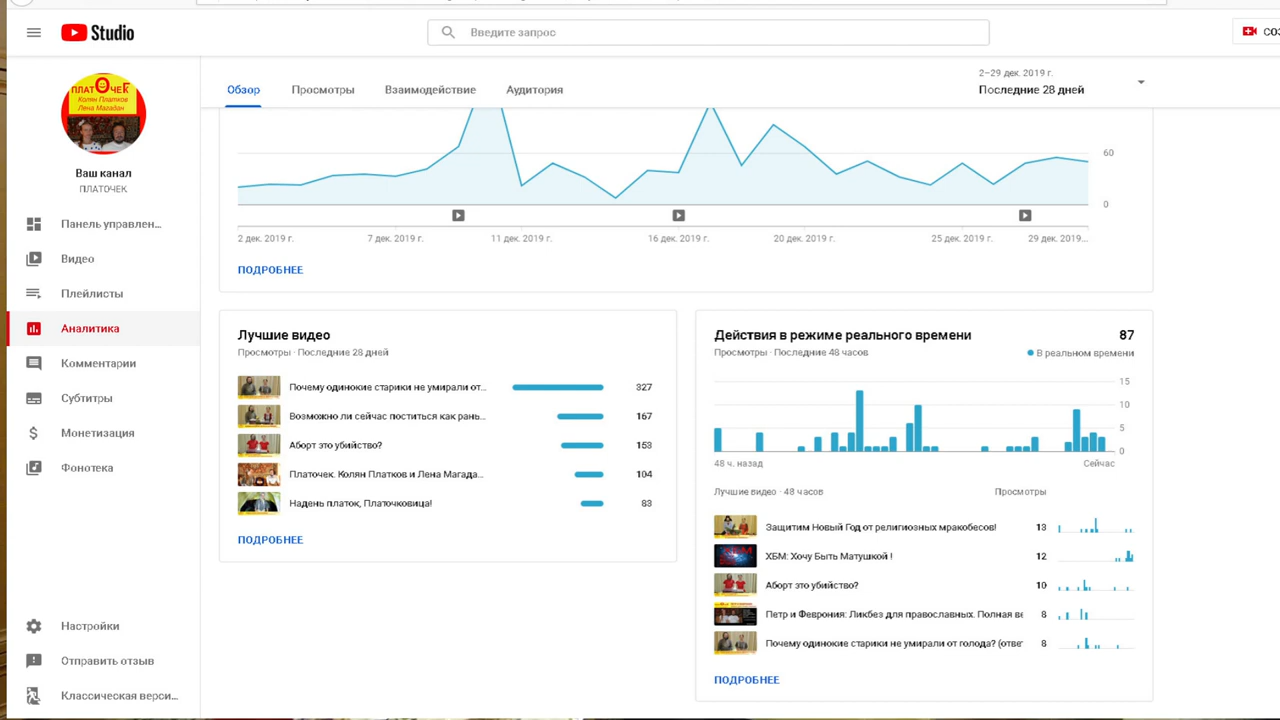 Studio
Введите запрос
СОЗ
ПЛАТОЧЕК
Колян Платков
Лена Магадан
Ваш канал
ПЛАТОЧЕК
Панель управлен...
Видео
Плейлисты
Аналитика
Комментарии
Субтитры
Монетизация
Фонотека
Настройки
Отправить отзыв
Классическая верси...
Обзор
Просмотры
Взаимодействие
Аудитория
2–29 дек. 2019 г.
Последние 28 дней
60
0
2 дек. 2019 г.
7 дек. 2019 г.
11 дек. 2019 г.
16 дек. 2019 г.
20 дек. 2019 г.
25 дек. 2019 г.
29 дек. 2019...
ПОДРОБНЕЕ
Лучшие видео
Просмотры · Последние 28 дней
Почему одинокие старики не умирали от... 327
Возможно ли сейчас поститься как рань... 167
Аборт это убийство? 153
Платочек. Колян Платков и Лена Магада... 104
Надень платок, Платочковица! 83
ПОДРОБНЕЕ
Действия в режиме реального времени 87
Просмотры · Последние 48 часов
В реальном времени
15
10
5
0
48 ч. назад
Сейчас
Лучшие видео · 48 часов
Просмотры
Защитим Новый Год от религиозных мракобесов! 13
ХБМ: Хочу Быть Матушкой ! 12
Аборт это убийство? 10
Петр и Феврония: Ликбез для православных. Полная ве 8
Почему одинокие старики не умирали от голода? (отве 8
ПОДРОБНЕЕ